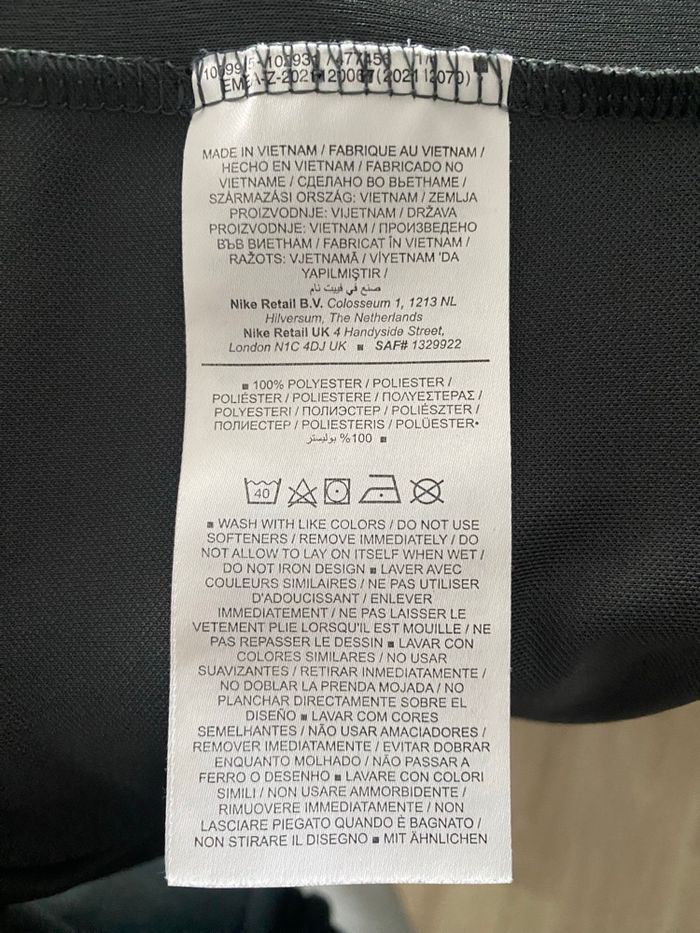 MADE IN VIETNAM / FABRIQUE AU VIETNAM /
HECHO EN VIETNAM / FABRICADO NO
VIETNAME / СДЕЛАНО ВО ВЬЕТНАМЕ /
SZÁRMAZÁSI ORSZÁG: VIETNAM / ZEMLJA
PROIZVODNJE: VIJETNAM / DRŽAVA
PROIZVODNJE: VIETNAM / ПРОИЗВЕДЕНО
ВЪВ ВИЕТНАМ / FABRICAT ÎN VIETNAM /
RAŽOTS: VJETNAMĀ / VİYETNAM 'DA
YAPILMIŞTIR /
صنع في فييت نام
Nike Retail B.V. Colosseum 1, 1213 NL
Hilversum, The Netherlands
Nike Retail UK 4 Handyside Street,
London N1C 4DJ UK ■ SAF# 1329922
■ 100% POLYESTER / POLIESTER /
POLIÉSTER / POLIESTERE / ΠΟΛΥΕΣΤΕΡΑΣ /
POLYESTERI / ПОЛИЭСТЕР / POLIÉSZTER /
ПОЛИЕСТЕР / POLIESTERIS / POLÜESTER•
100% بوليستر ■
40
■ WASH WITH LIKE COLORS / DO NOT USE
SOFTENERS / REMOVE IMMEDIATELY / DO
NOT ALLOW TO LAY ON ITSELF WHEN WET /
DO NOT IRON DESIGN ■ LAVER AVEC
COULEURS SIMILAIRES / NE PAS UTILISER
D'ADOUCISSANT / ENLEVER
IMMEDIATEMENT / NE PAS LAISSER LE
VETEMENT PLIE LORSQU'IL EST MOUILLE / NE
PAS REPASSER LE DESSIN ■ LAVAR CON
COLORES SIMILARES / NO USAR
SUAVIZANTES / RETIRAR INMEDIATAMENTE /
NO DOBLAR LA PRENDA MOJADA / NO
PLANCHAR DIRECTAMENTE SOBRE EL
DISEÑO ■ LAVAR COM CORES
SEMELHANTES / NÃO USAR AMACIADORES /
REMOVER IMEDIATAMENTE / EVITAR DOBRAR
ENQUANTO MOLHADO / NÃO PASSAR A
FERRO O DESENHO ■ LAVARE CON COLORI
SIMILI / NON USARE AMMORBIDENTE /
RIMUOVERE IMMEDIATAMENTE / NON
LASCIARE PIEGATO QUANDO È BAGNATO /
NON STIRARE IL DISEGNO ■ MIT ÄHNLICHEN